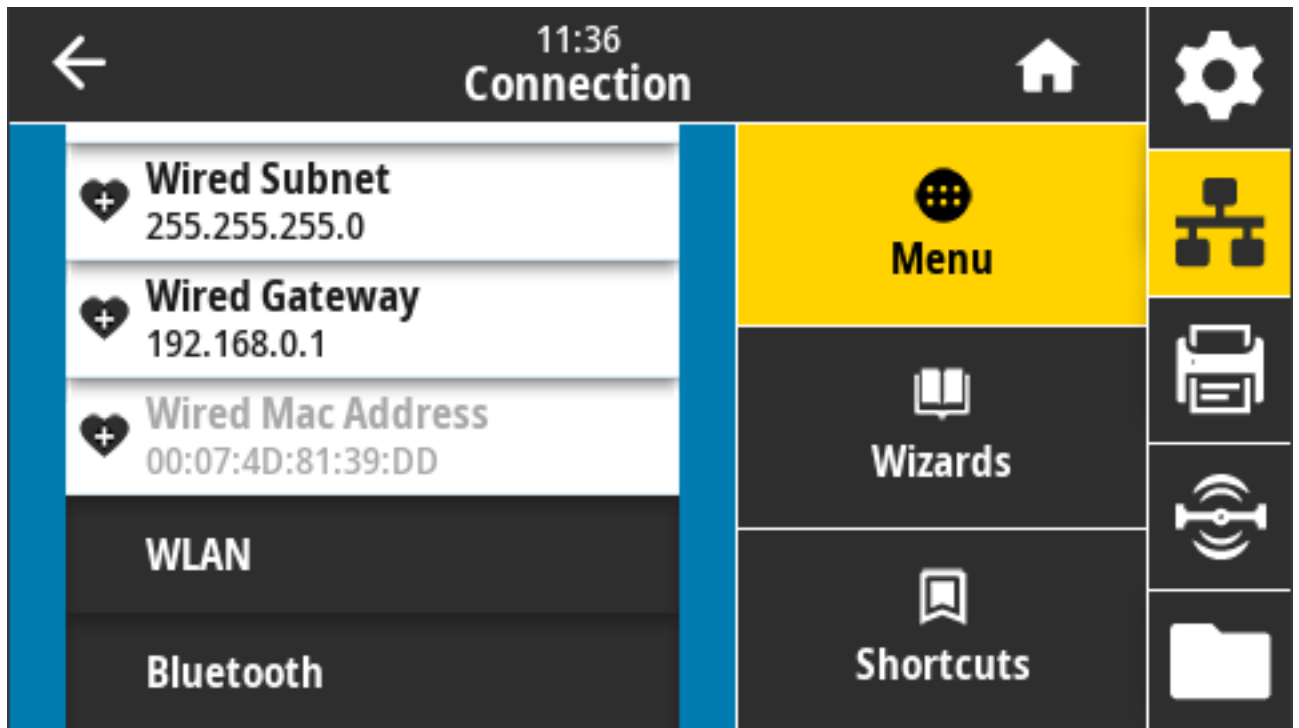 11:36
Connection
Wired Subnet
255.255.255.0
Wired Gateway
192.168.0.1
Wired Mac Address
00:07:4D:81:39:DD
WLAN
Bluetooth
Menu
Wizards
Shortcuts